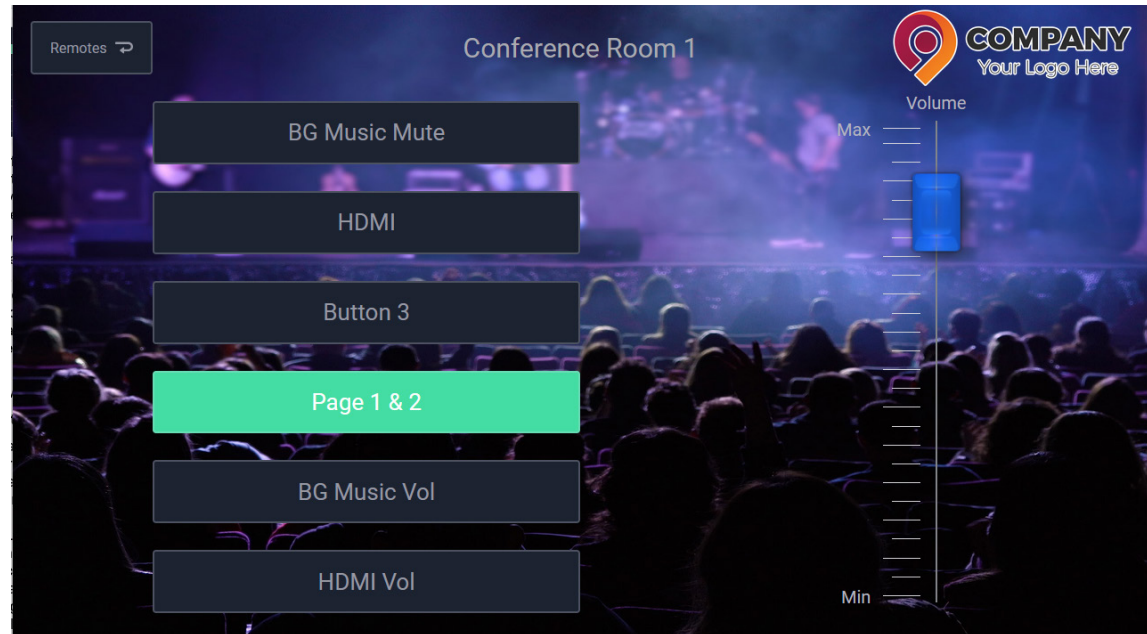 Remotes
Conference Room 1
COMPANY
Your Logo Here
Volume
Max
BG Music Mute
HDMI
Button 3
Page 1 & 2
BG Music Vol
HDMI Vol
Min